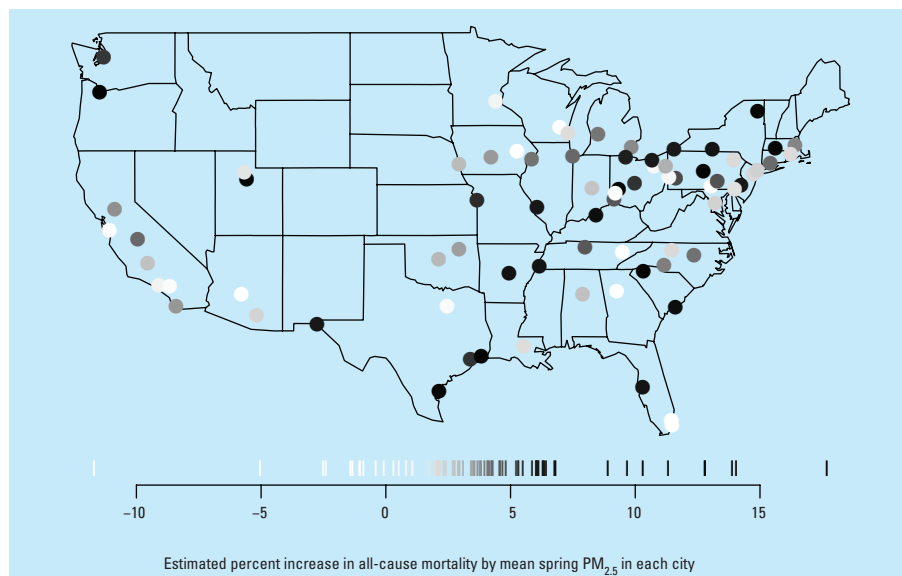 −10 −5 0 5 10 15
Estimated percent increase in all-cause mortality by mean spring PM2.5 in each city